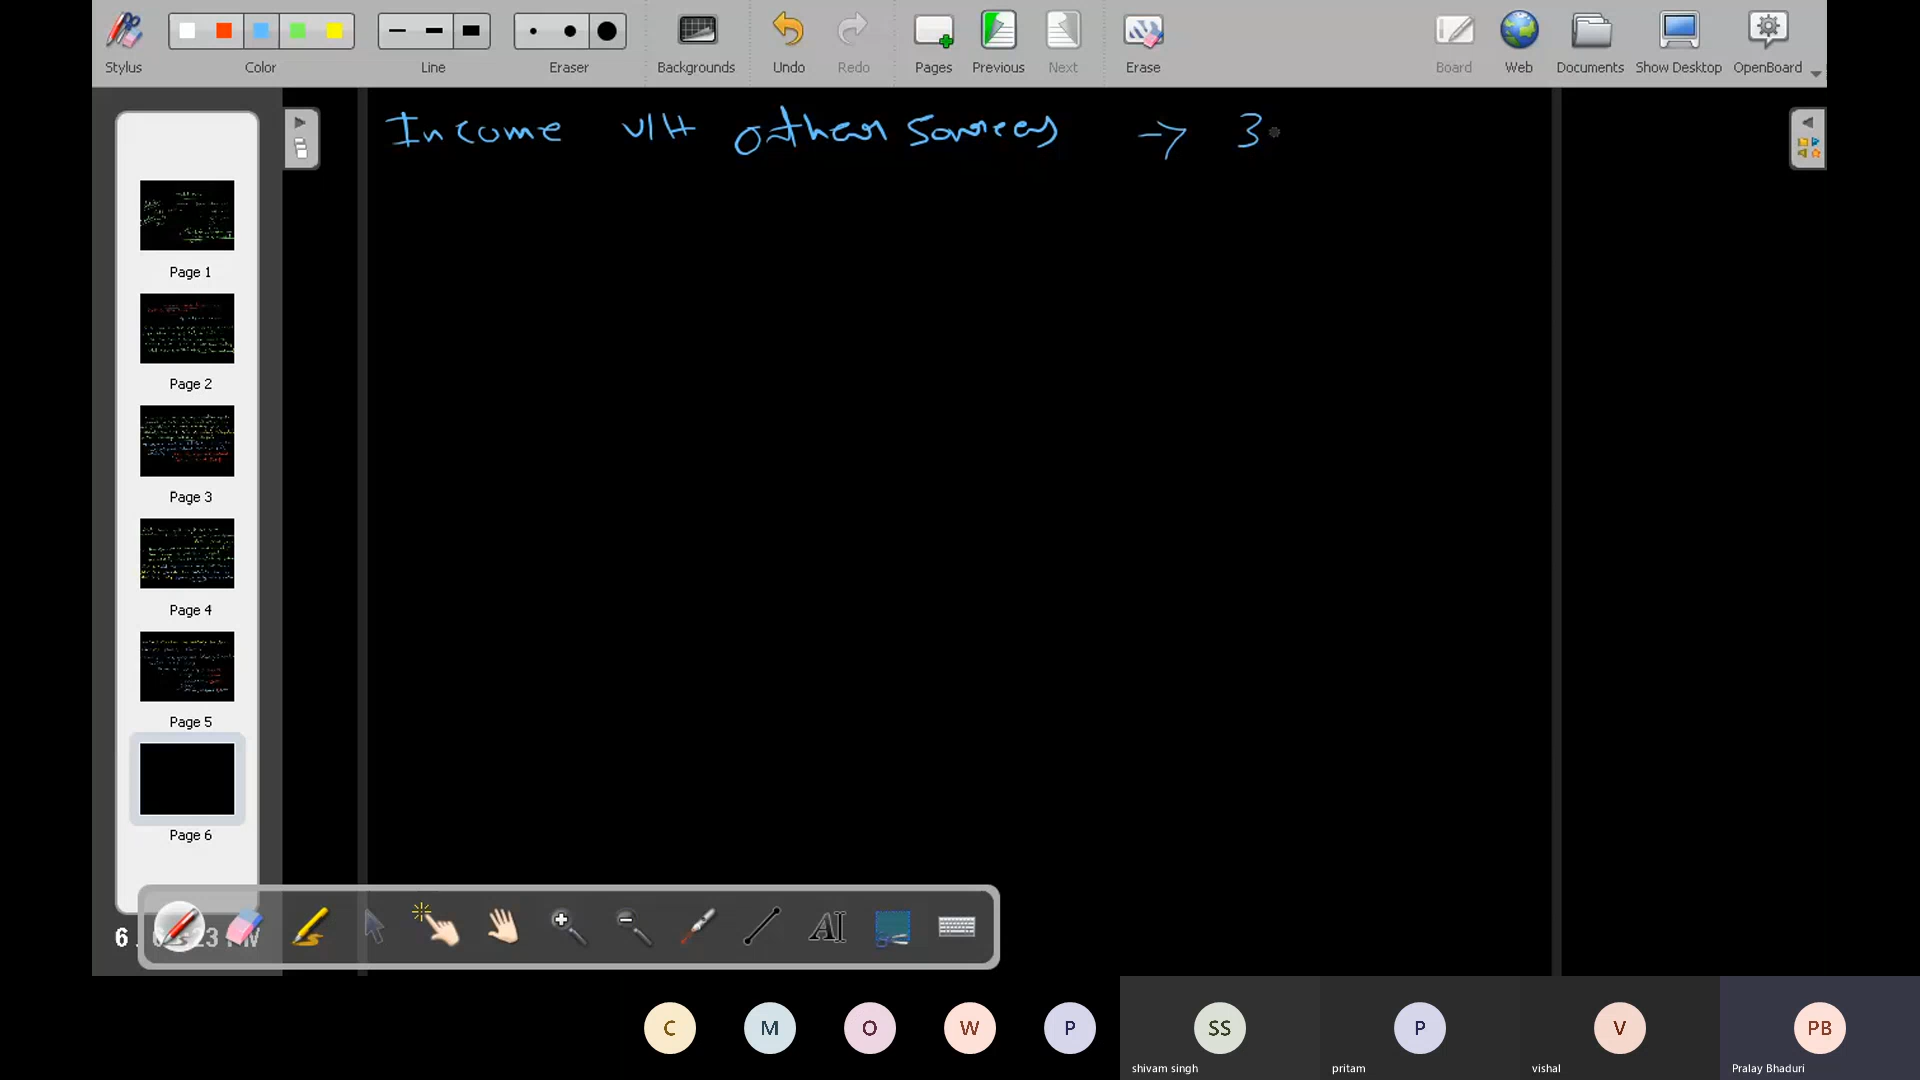 Stylus
Color
Line
Eraser
Backgrounds
Undo
Redo
Pages
Previous
Next
Erase
Board
Web
Documents
Show Desktop
OpenBoard
Income u/H other Sources → 3
Page 1
Page 2
Page 3
Page 4
Page 5
Page 6
AI
C
M
O
W
P
SS
shivam singh
P
pritam
V
vishal
PB
Pralay Bhaduri